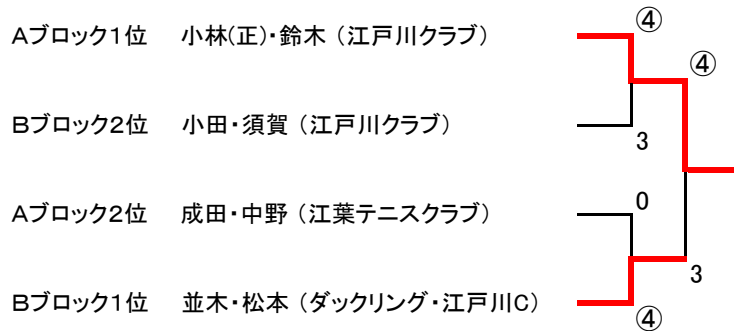 ④
Aブロック1位 小林(正)・鈴木 (江戸川クラブ)
④
Bブロック2位 小田・須賀 (江戸川クラブ)
3
0
Aブロック2位 成田・中野 (江葉テニスクラブ)
3
Bブロック1位 並木・松本 (ダックリング・江戸川C)
④